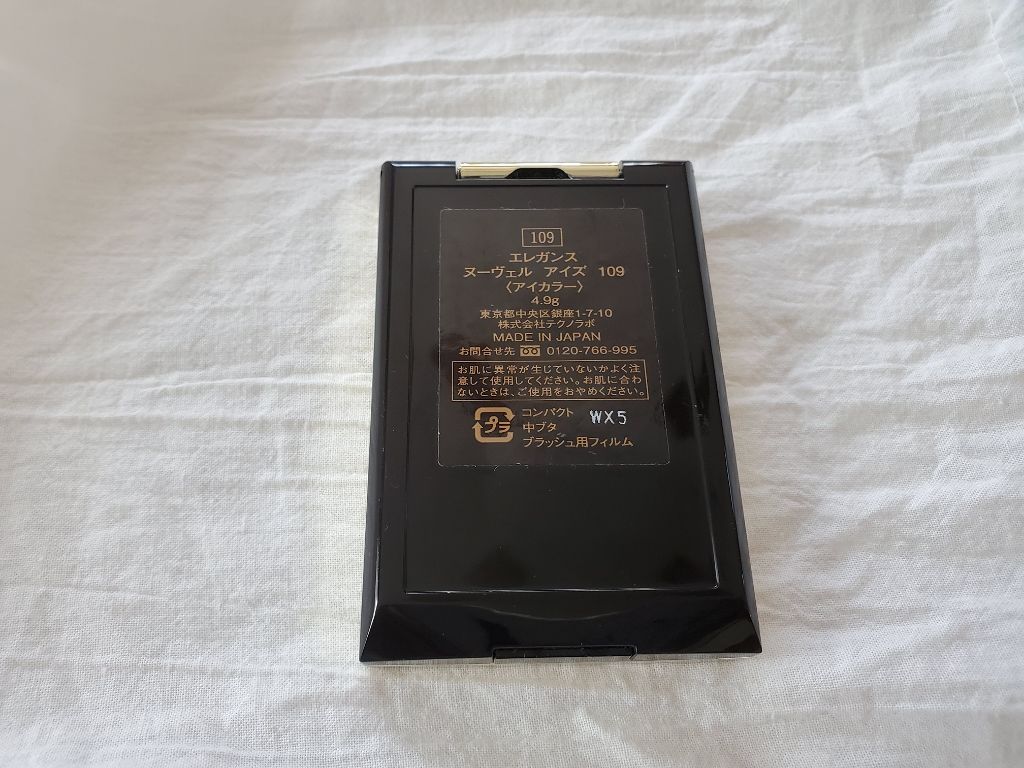 109
エレガンス
ヌーヴェル アイズ 109
〈アイカラー〉
4.9g
東京都中央区銀座1-7-10
株式会社テクノラボ
MADE IN JAPAN
お問合せ先 0120-766-995
お肌に異常が生じていないかよく注
意して使用してください。お肌に合わ
ないときは、ご使用をおやめください。
プラ コンパクト WX5
中ブタ
ブラッシュ用フィルム